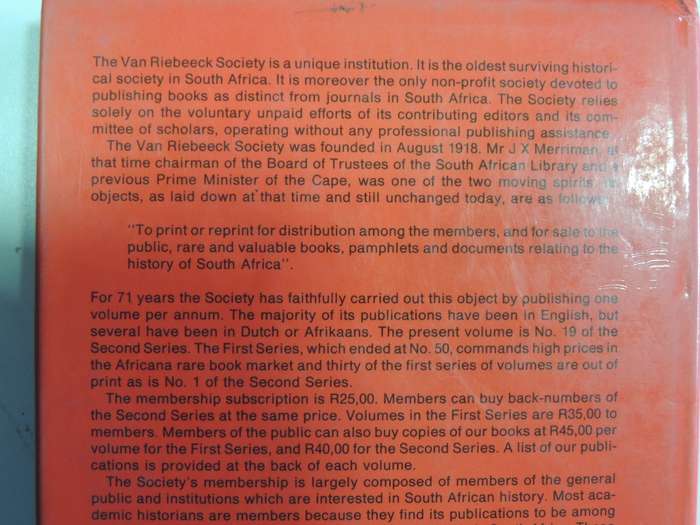 The Van Riebeeck Society is a unique institution. It is the oldest surviving histori-
cal society in South Africa. It is moreover the only non-profit society devoted to
publishing books as distinct from journals in South Africa. The Society relies
solely on the voluntary unpaid efforts of its contributing editors and its com-
mittee of scholars, operating without any professional publishing assistance.
The Van Riebeeck Society was founded in August 1918. Mr J X Merriman, at
that time chairman of the Board of Trustees of the South African Library and a
previous Prime Minister of the Cape, was one of the two moving spirits. Its
objects, as laid down at that time and still unchanged today, are as follows:
"To print or reprint for distribution among the members, and for sale to the
public, rare and valuable books, pamphlets and documents relating to the
history of South Africa".
For 71 years the Society has faithfully carried out this object by publishing one
volume per annum. The majority of its publications have been in English, but
several have been in Dutch or Afrikaans. The present volume is No. 19 of the
Second Series. The First Series, which ended at No. 50, commands high prices in
the Africana rare book market and thirty of the first series of volumes are out of
print as is No. 1 of the Second Series.
The membership subscription is R25,00. Members can buy back-numbers of
the Second Series at the same price. Volumes in the First Series are R35,00 to
members. Members of the public can also buy copies of our books at R45,00 per
volume for the First Series, and R40,00 for the Second Series. A list of our publi-
cations is provided at the back of each volume.
The Society's membership is largely composed of members of the general
public and institutions which are interested in South African history. Most aca-
demic historians are members because they find its publications to be among